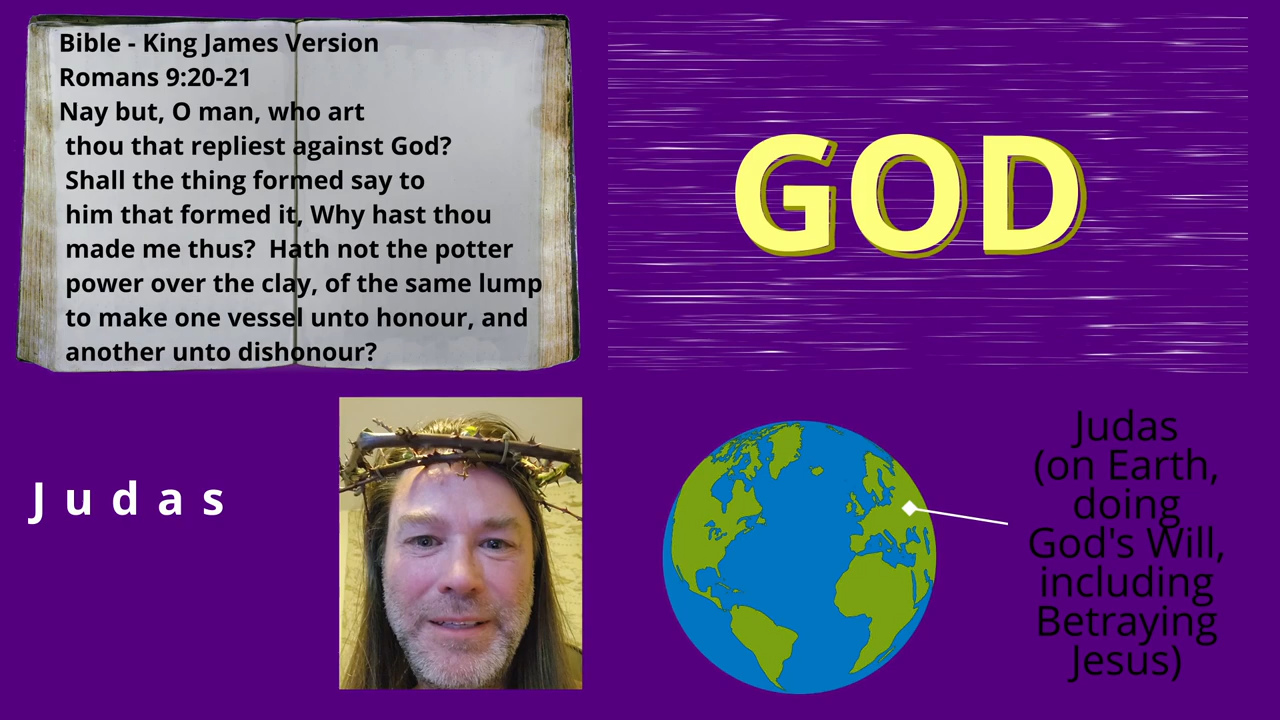 Bible - King James Version
Romans 9:20-21
Nay but, O man, who art
thou that repliest against God?
Shall the thing formed say to
him that formed it, Why hast thou
made me thus?  Hath not the potter
power over the clay, of the same lump
to make one vessel unto honour, and
another unto dishonour?
GOD
Judas
Judas
(on Earth,
doing
God's Will,
including
Betraying
Jesus)